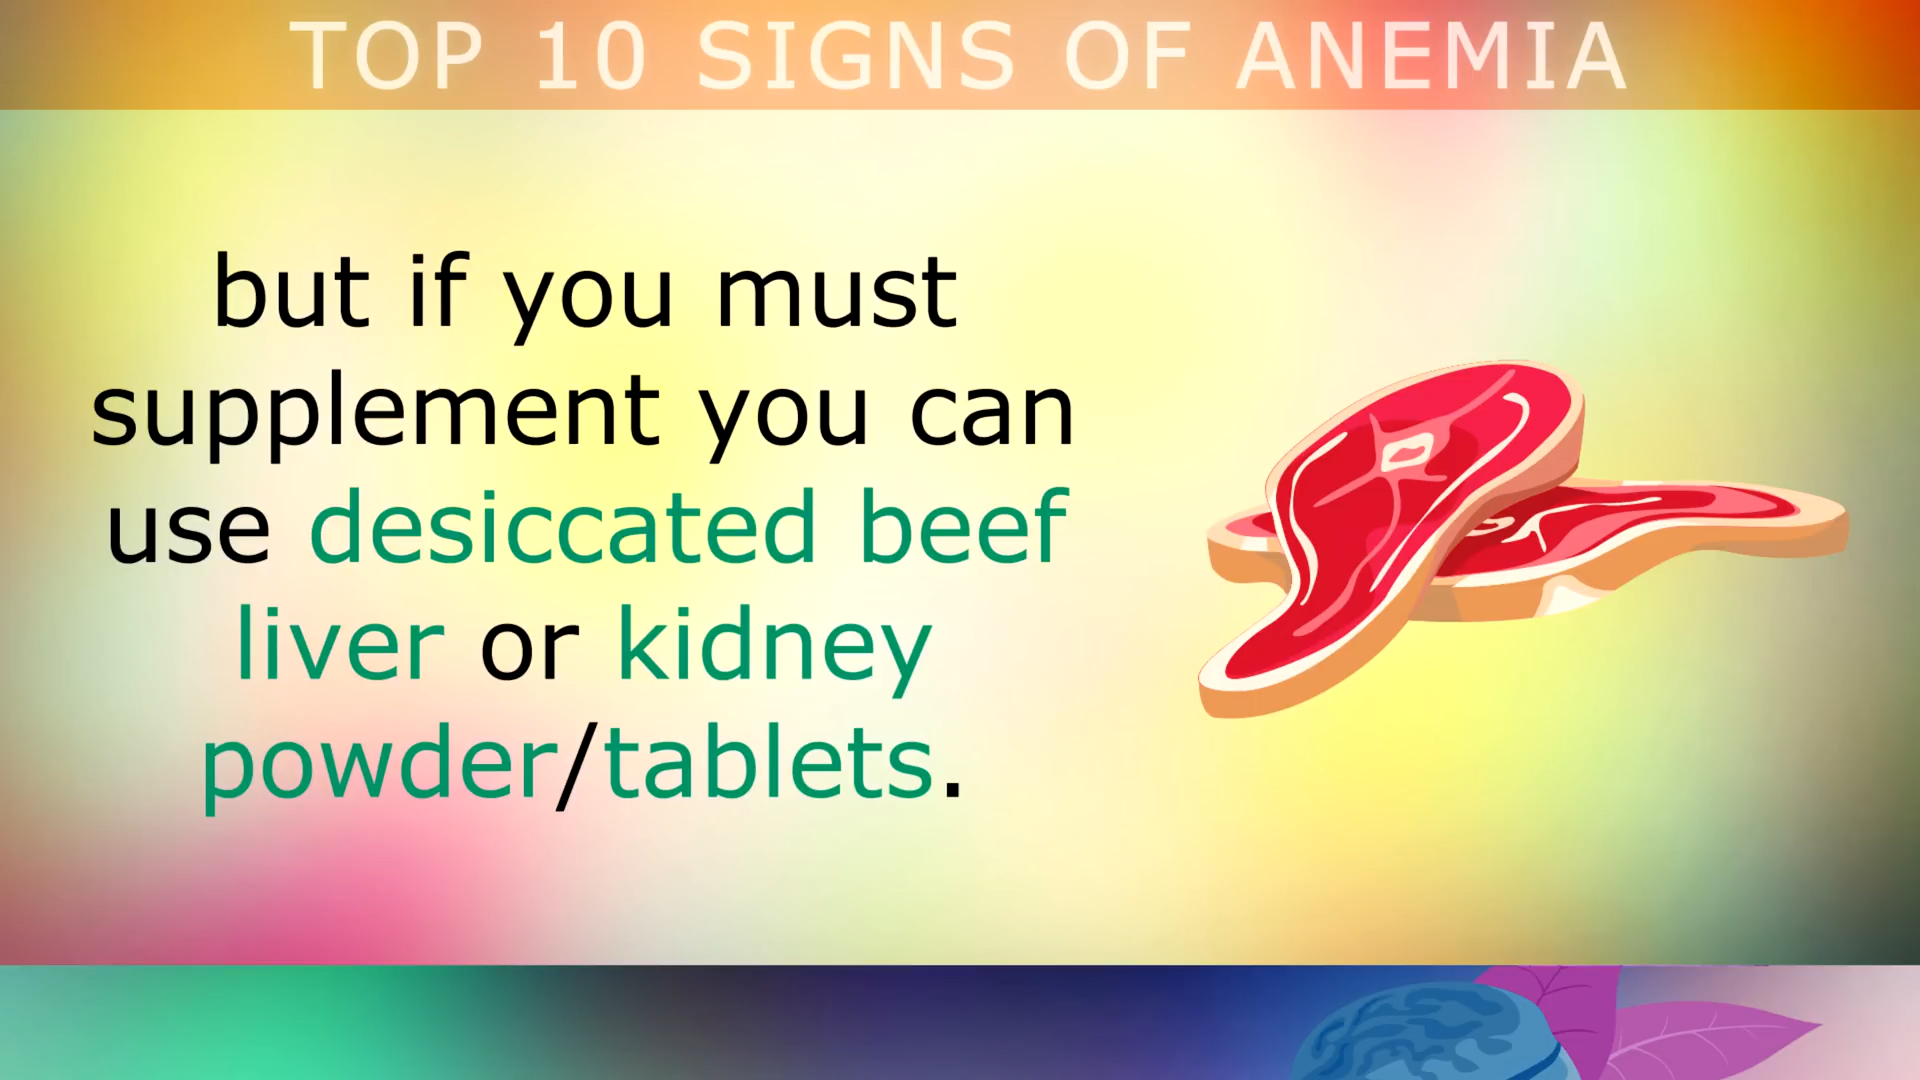 TOP 10 SIGNS OF ANEMIA
but if you must
supplement you can
use desiccated beef
liver or kidney
powder/tablets.